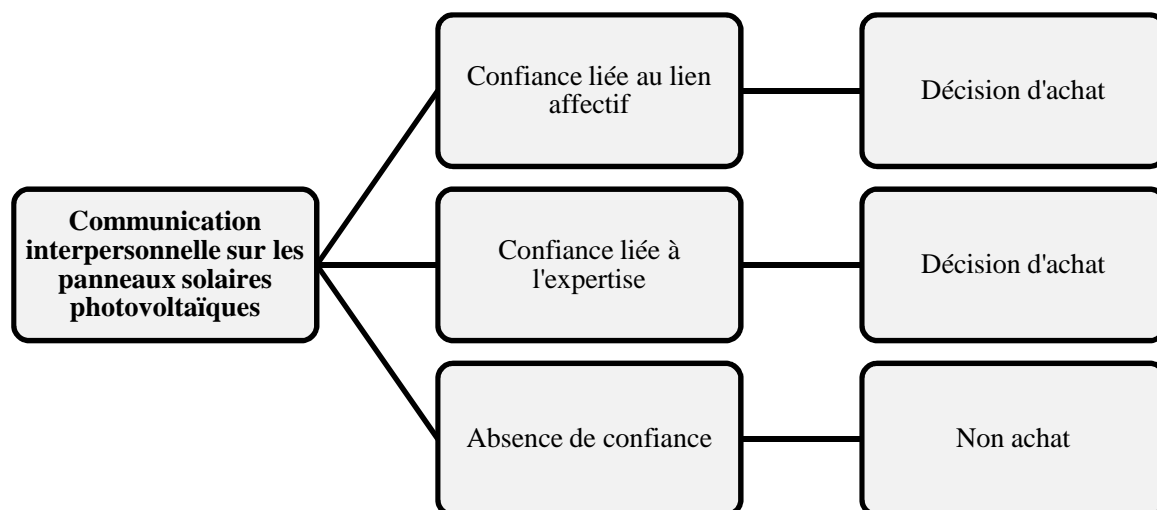 Confiance liée au lien
affectif
Décision d'achat
Communication
interpersonnelle sur les
panneaux solaires
photovoltaïques
Confiance liée à
l'expertise
Décision d'achat
Absence de confiance
Non achat